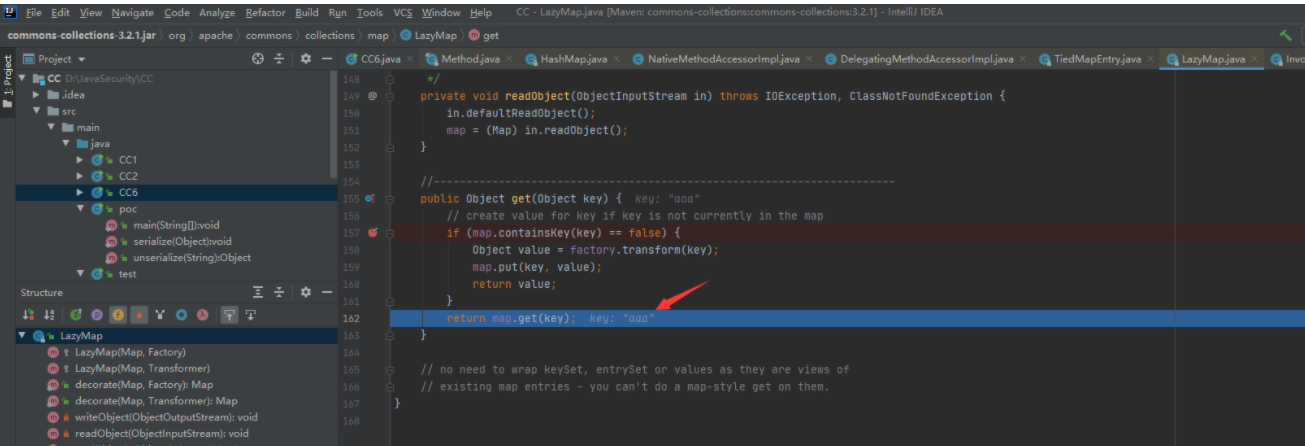 File Edit View Navigate Code Analyze Refactor Build Run Tools VCS Window Help CC - LazyMap.java [Maven: commons-collections:commons-collections:3.2.1] - IntelliJ IDEA
commons-collections-3.2.1.jar org apache commons collections map LazyMap get
Project CC6.java Method.java HashMap.java NativeMethodAccessorImpl.java DelegatingMethodAccessorImpl.java TiedMapEntry.java LazyMap.java
1: Project
CC D:\JavaSecurity\CC
.idea
src
main
java
CC1
CC2
CC6
poc
main(String[]):void
serialize(Object):void
unserialize(String):Object
test
Structure
LazyMap
LazyMap(Map, Factory)
LazyMap(Map, Transformer)
decorate(Map, Factory): Map
decorate(Map, Transformer): Map
writeObject(ObjectOutputStream): void
readObject(ObjectInputStream): void
148 */
149 @ private void readObject(ObjectInputStream in) throws IOException, ClassNotFoundException {
150 in.defaultReadObject();
151 map = (Map) in.readObject();
152 }
153
154 //-----------------------------------------------------------------------
155 public Object get(Object key) { key: "aaa"
156 // create value for key if key is not currently in the map
157 if (map.containsKey(key) == false) {
158 Object value = factory.transform(key);
159 map.put(key, value);
160 return value;
161 }
162 return map.get(key); key: "aaa"
163 }
164
165 // no need to wrap keySet, entrySet or values as they are views of
166 // existing map entries - you can't do a map-style get on them.
167 }
168